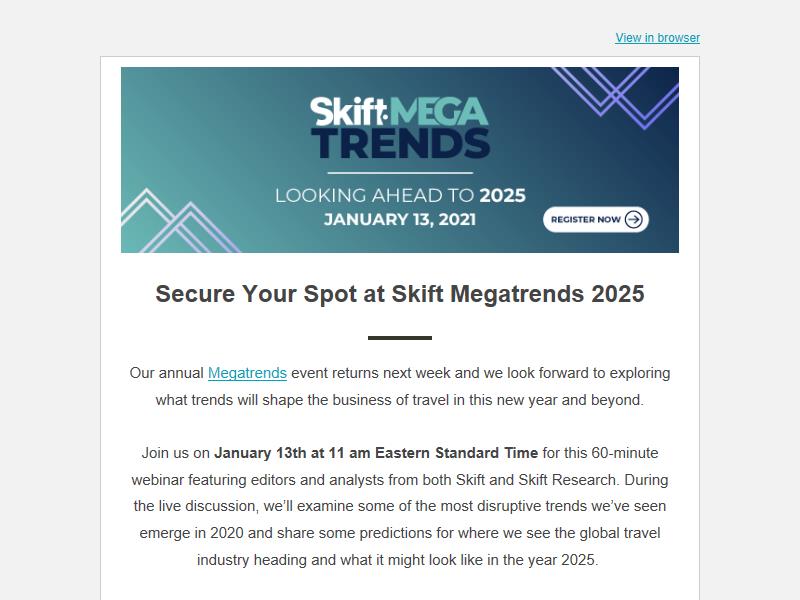 View in browser
Skift: MEGA
TRENDS
LOOKING AHEAD TO 2025
JANUARY 13, 2021
REGISTER NOW
Secure Your Spot at Skift Megatrends 2025
Our annual Megatrends event returns next week and we look forward to exploring
what trends will shape the business of travel in this new year and beyond.
Join us on January 13th at 11 am Eastern Standard Time for this 60-minute
webinar featuring editors and analysts from both Skift and Skift Research. During
the live discussion, we’ll examine some of the most disruptive trends we’ve seen
emerge in 2020 and share some predictions for where we see the global travel
industry heading and what it might look like in the year 2025.